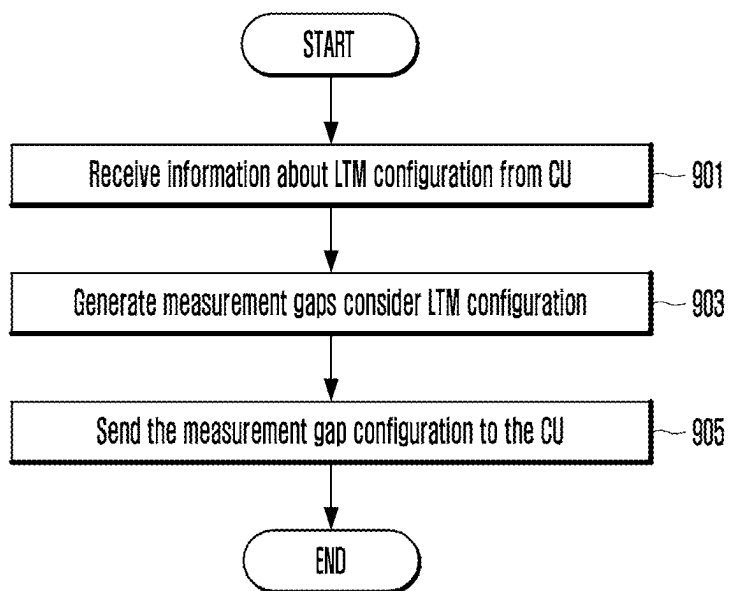 START
Receive information about LTM configuration from CU
901
Generate measurement gaps consider LTM configuration
903
Send the measurement gap configuration to the CU
905
END